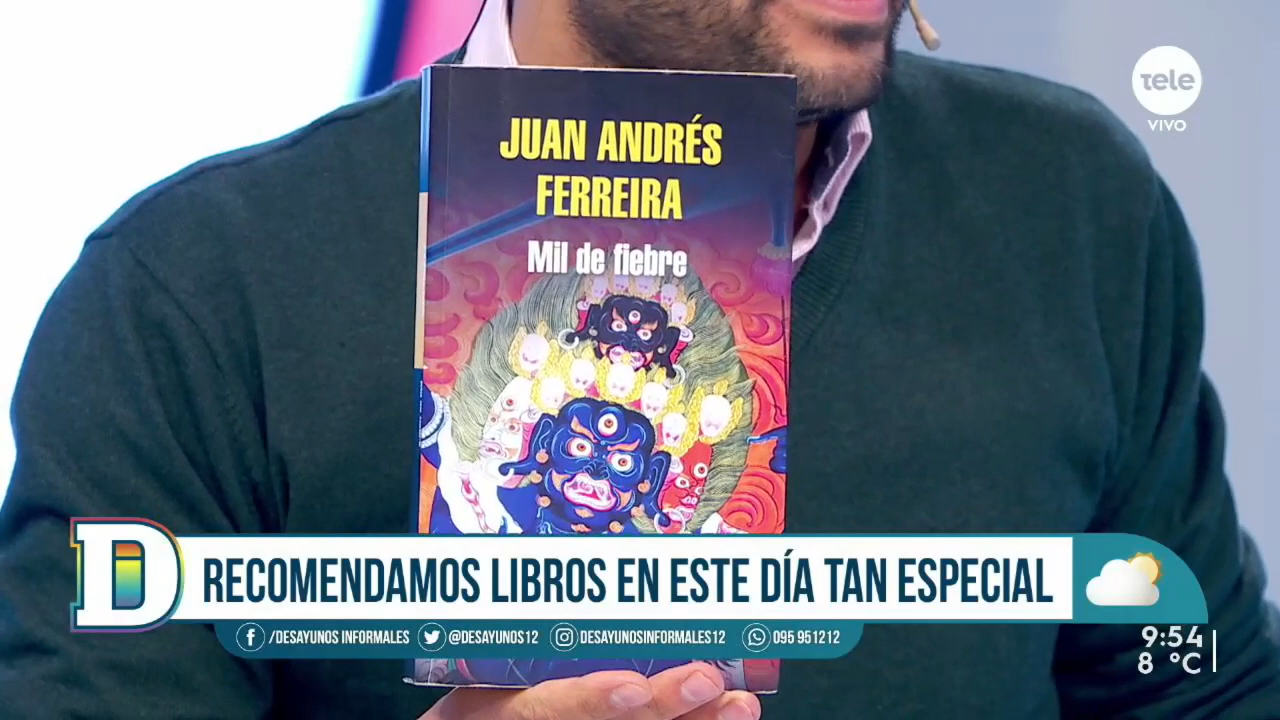 tele
VIVO
JUAN ANDRÉS
FERREIRA
Mil de fiebre
Di
RECOMENDAMOS LIBROS EN ESTE DÍA TAN ESPECIAL
/DESAYUNOS INFORMALES @DESAYUNOS12 DESAYUNOSINFORMALES12 095 951212
9:54
8 °C